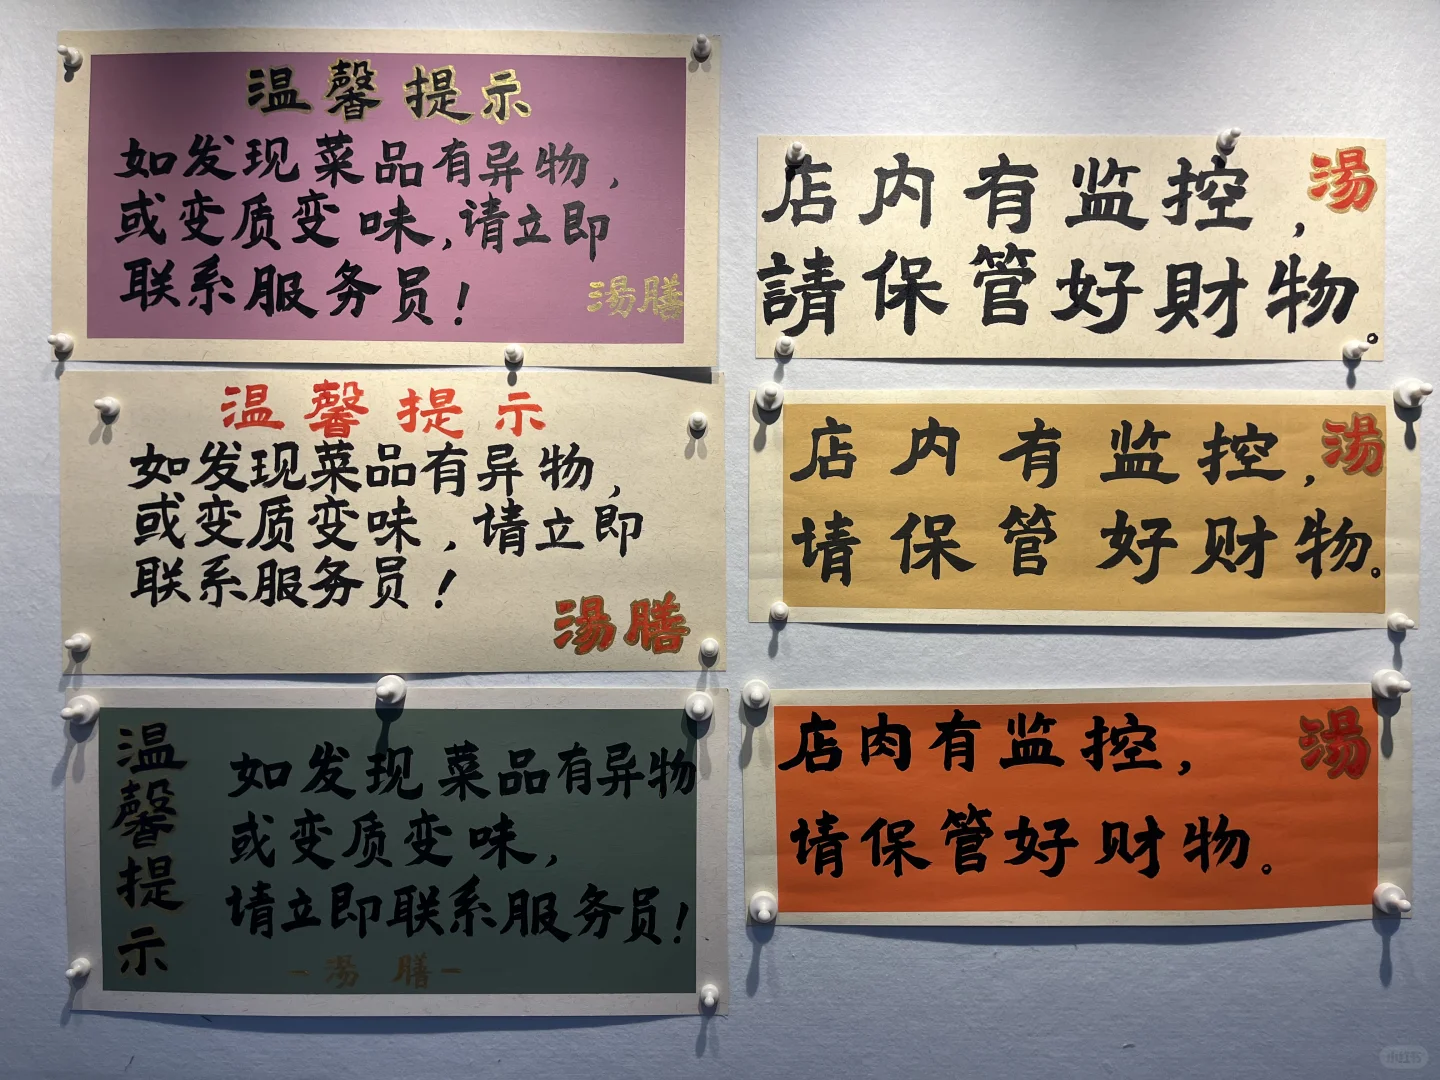 温馨提示
如发现菜品有异物，
或变质变味，请立即
联系服务员！
湯膳
温馨提示
如发现菜品有异物，
或变质变味，请立即
联系服务员！
湯膳
温馨提示
如发现菜品有异物
或变质变味，
请立即联系服务员！
-湯膳-
店内有监控，
湯
請保管好財物。
店内有监控，
湯
请保管好财物。
店肉有监控，
湯
请保管好财物。
小红书